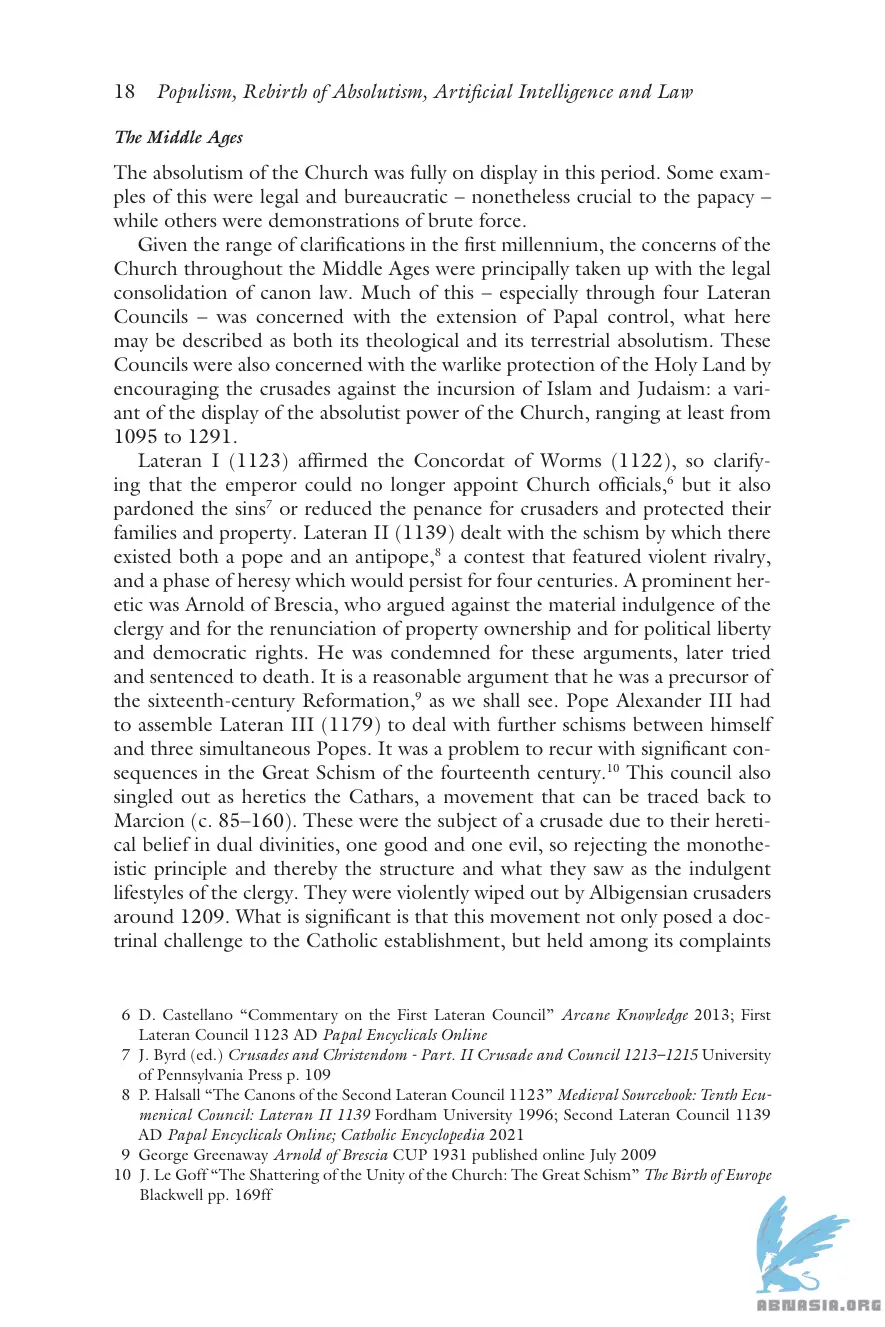 18 Populism, Rebirth of Absolutism, Artificial Intelligence and Law
The Middle Ages
The absolutism of the Church was fully on display in this period. Some exam-
ples of this were legal and bureaucratic – nonetheless crucial to the papacy –
while others were demonstrations of brute force.
Given the range of clarifications in the first millennium, the concerns of the
Church throughout the Middle Ages were principally taken up with the legal
consolidation of canon law. Much of this – especially through four Lateran
Councils – was concerned with the extension of Papal control, what here
may be described as both its theological and its terrestrial absolutism. These
Councils were also concerned with the warlike protection of the Holy Land by
encouraging the crusades against the incursion of Islam and Judaism: a vari-
ant of the display of the absolutist power of the Church, ranging at least from
1095 to 1291.
Lateran I (1123) affirmed the Concordat of Worms (1122), so clarify-
ing that the emperor could no longer appoint Church officials,6 but it also
pardoned the sins7 or reduced the penance for crusaders and protected their
families and property. Lateran II (1139) dealt with the schism by which there
existed both a pope and an antipope,8 a contest that featured violent rivalry,
and a phase of heresy which would persist for four centuries. A prominent her-
etic was Arnold of Brescia, who argued against the material indulgence of the
clergy and for the renunciation of property ownership and for political liberty
and democratic rights. He was condemned for these arguments, later tried
and sentenced to death. It is a reasonable argument that he was a precursor of
the sixteenth-century Reformation,9 as we shall see. Pope Alexander III had
to assemble Lateran III (1179) to deal with further schisms between himself
and three simultaneous Popes. It was a problem to recur with significant con-
sequences in the Great Schism of the fourteenth century.10 This council also
singled out as heretics the Cathars, a movement that can be traced back to
Marcion (c. 85–160). These were the subject of a crusade due to their hereti-
cal belief in dual divinities, one good and one evil, so rejecting the monothe-
istic principle and thereby the structure and what they saw as the indulgent
lifestyles of the clergy. They were violently wiped out by Albigensian crusaders
around 1209. What is significant is that this movement not only posed a doc-
trinal challenge to the Catholic establishment, but held among its complaints
6 D. Castellano “Commentary on the First Lateran Council” Arcane Knowledge 2013; First
Lateran Council 1123 AD Papal Encyclicals Online
7 J. Byrd (ed.) Crusades and Christendom - Part. II Crusade and Council 1213–1215 University
of Pennsylvania Press p. 109
8 P. Halsall “The Canons of the Second Lateran Council 1123” Medieval Sourcebook: Tenth Ecu-
menical Council: Lateran II 1139 Fordham University 1996; Second Lateran Council 1139
AD Papal Encyclicals Online; Catholic Encyclopedia 2021
9 George Greenaway Arnold of Brescia CUP 1931 published online July 2009
10 J. Le Goff “The Shattering of the Unity of the Church: The Great Schism” The Birth of Europe
Blackwell pp. 169ff
ABNASIA.ORG